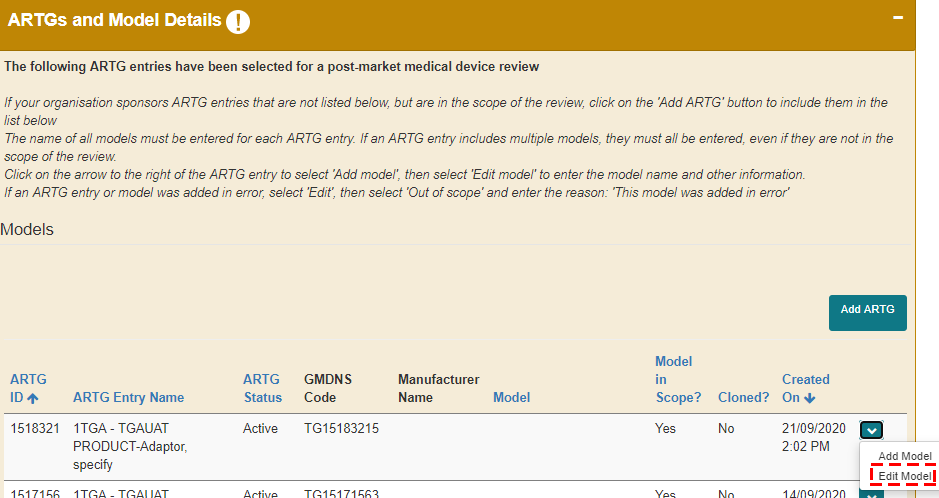 ARTGs and Model Details !
The following ARTG entries have been selected for a post-market medical device review
If your organisation sponsors ARTG entries that are not listed below, but are in the scope of the review, click on the 'Add ARTG' button to include them in the
list below
The name of all models must be entered for each ARTG entry. If an ARTG entry includes multiple models, they must all be entered, even if they are not in the
scope of the review.
Click on the arrow to the right of the ARTG entry to select 'Add model', then select 'Edit model' to enter the model name and other information.
If an ARTG entry or model was added in error, select 'Edit', then select 'Out of scope' and enter the reason: 'This model was added in error'
Models
Add ARTG
ARTG ID
ARTG Entry Name
ARTG Status
GMDNS Code
Manufacturer Name
Model
Model in Scope?
Cloned?
Created On
1518321
1TGA - TGAUAT
PRODUCT-Adaptor,
specify
Active
TG15183215
Yes
No
21/09/2020
2:02 PM
Add Model
Edit Model
1517156
1TGA - TGAUAT
Active
TG15171563
Yes
No
14/09/2020